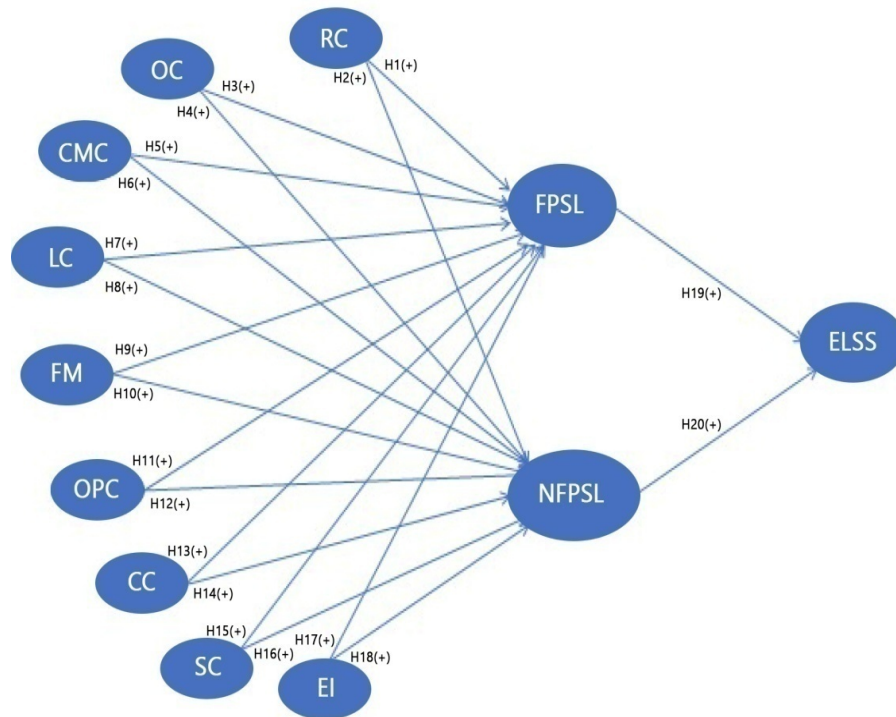 RC
H1(+)
H2(+)
OC
H3(+)
H4(+)
CMC
H5(+)
H6(+)
FPSL
LC
H7(+)
H8(+)
H19(+)
ELSS
FM
H9(+)
H10(+)
H20(+)
OPC
H11(+)
H12(+)
NFPSL
CC
H13(+)
H14(+)
SC
H15(+)
H16(+)
EI
H17(+)
H18(+)